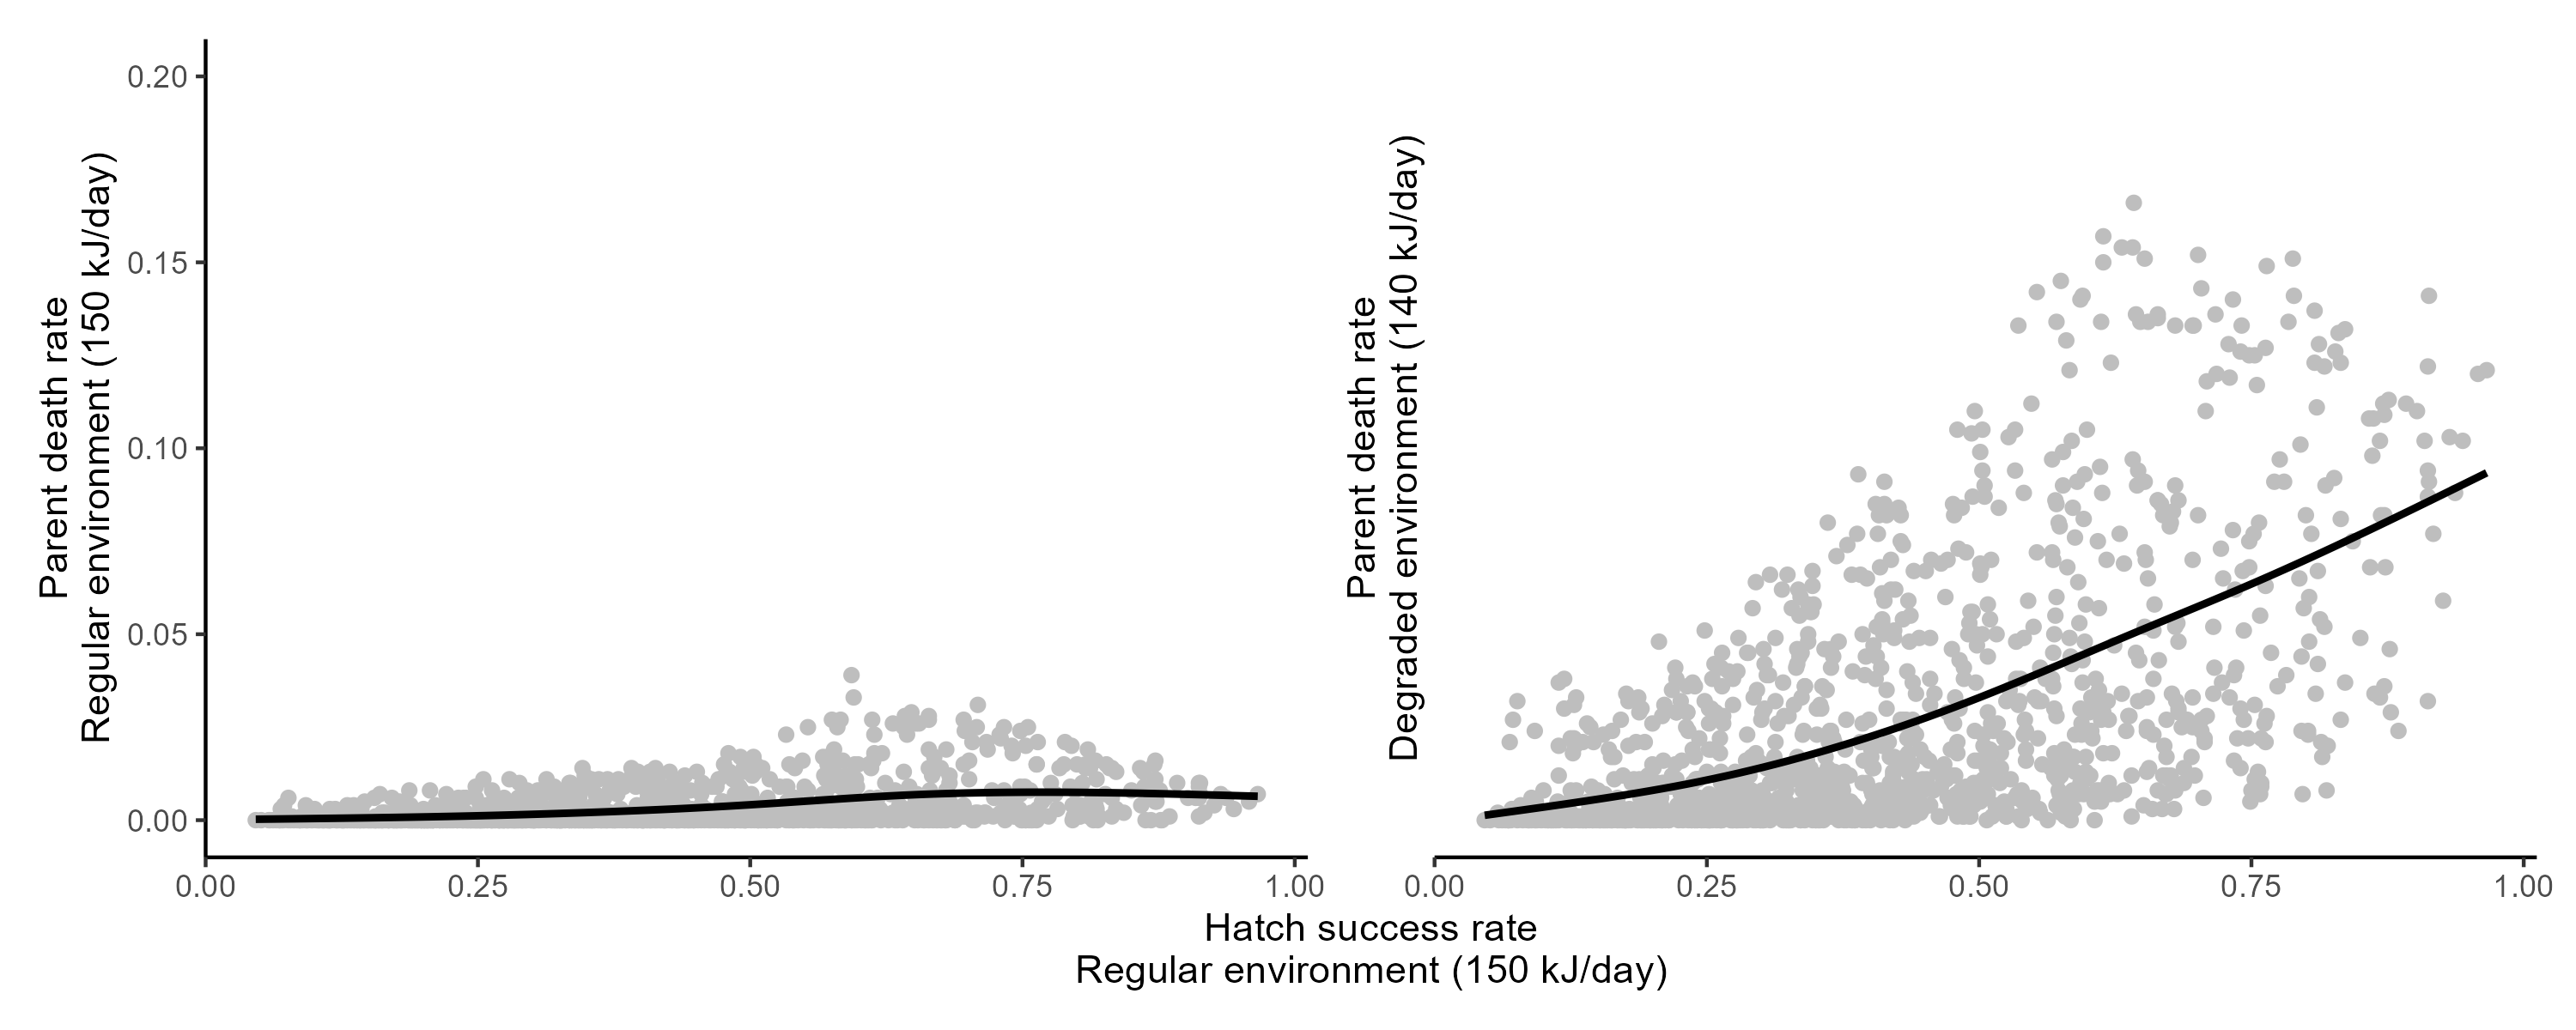 Parent death rate
Regular environment (150 kJ/day)
0.20
0.15
0.10
0.05
0.00
0.00
0.25
0.50
0.75
1.00
Parent death rate
Degraded environment (140 kJ/day)
0.00
0.25
0.50
0.75
1.00
Hatch success rate
Regular environment (150 kJ/day)